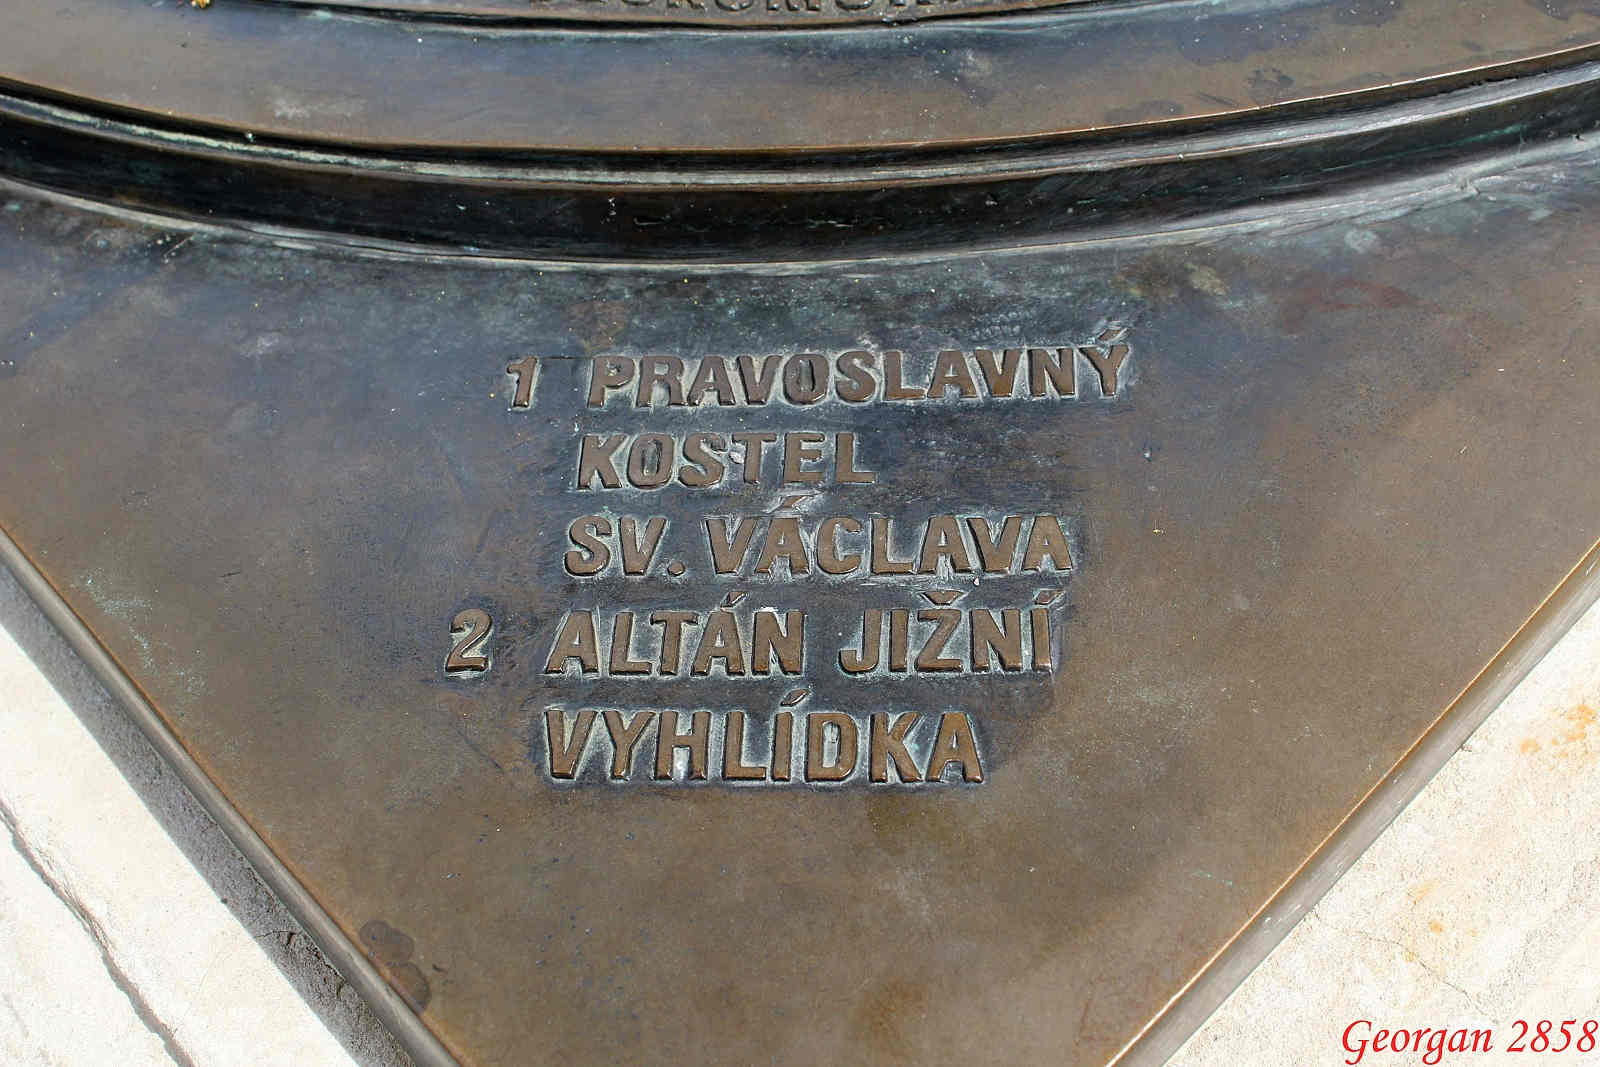 1 PRAVOSLAVNÝ
KOSTEL
SV. VÁCLAVA
2 ALTÁN JIŽNÍ
VYHLÍDKA
Georgan 2858